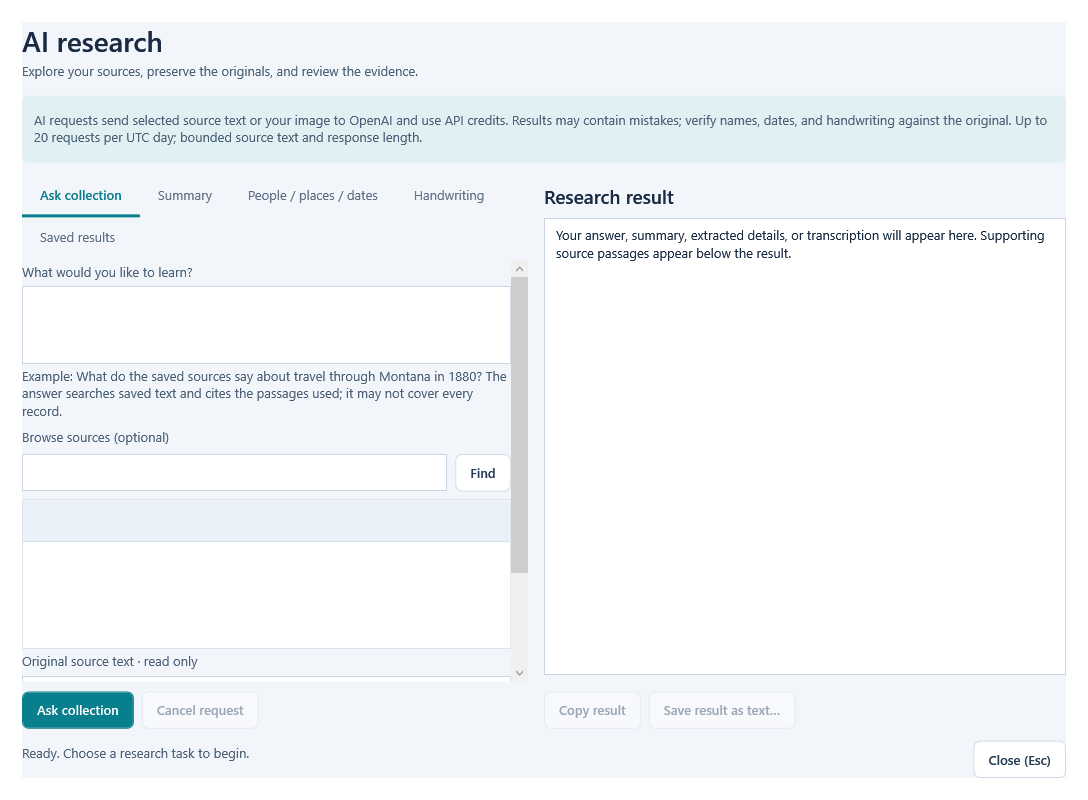 AI research
Explore your sources, preserve the originals, and review the evidence.
AI requests send selected source text or your image to OpenAI and use API credits. Results may contain mistakes; verify names, dates, and handwriting against the original. Up to
20 requests per UTC day; bounded source text and response length.
Ask collection
Summary
People / places / dates
Handwriting
Saved results
What would you like to learn?
Example: What do the saved sources say about travel through Montana in 1880? The
answer searches saved text and cites the passages used; it may not cover every
record.
Browse sources (optional)
Find
Original source text · read only
Ask collection
Cancel request
Ready. Choose a research task to begin.
Research result
Your answer, summary, extracted details, or transcription will appear here. Supporting
source passages appear below the result.
Copy result
Save result as text...
Close (Esc)